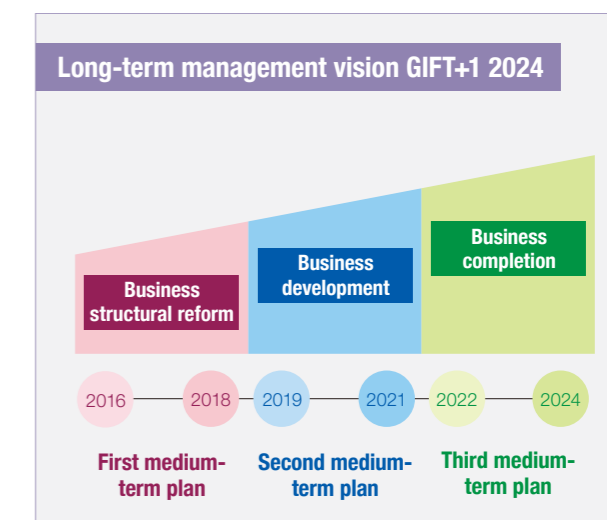 Long-term management vision GIFT+1 2024
Business
structural reform
Business
development
Business
completion
2016
2018
2019
2021
2022
2024
First medium-
term plan
Second medium-
term plan
Third medium-
term plan